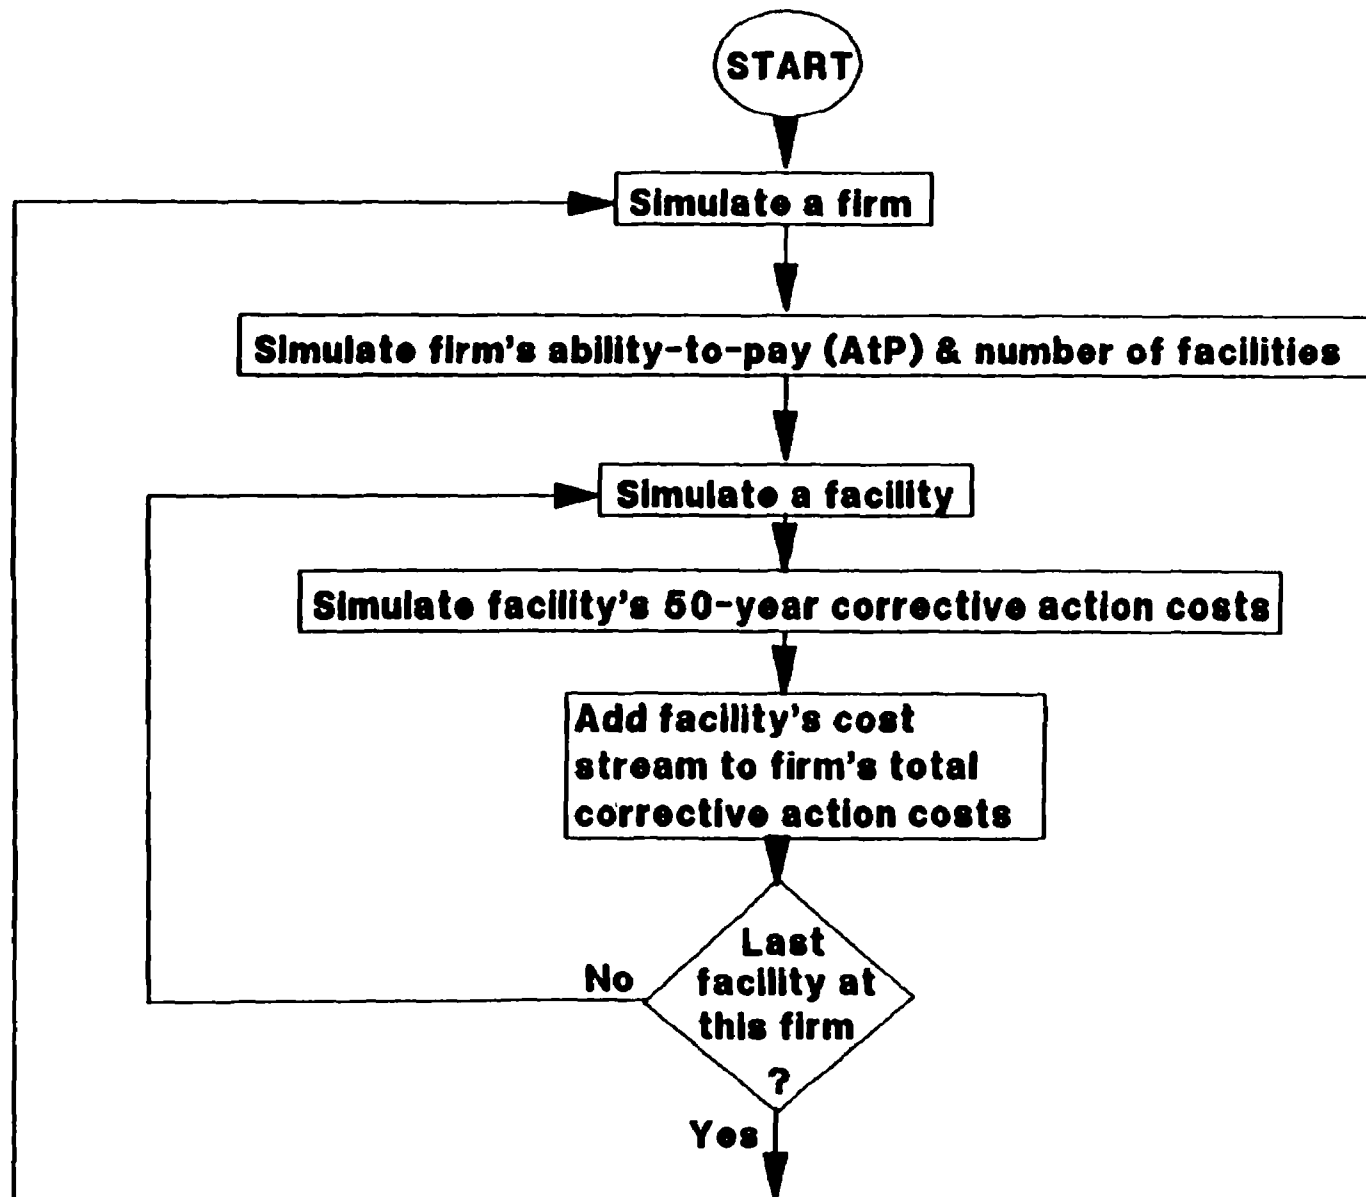 START
Simulate a firm
Simulate firm's ability-to-pay (AtP) & number of facilities
Simulate a facility
Simulate facility's 50-year corrective action costs
Add facility's cost
stream to firm's total
corrective action costs
Last
facility at
this firm
?
No
Yes